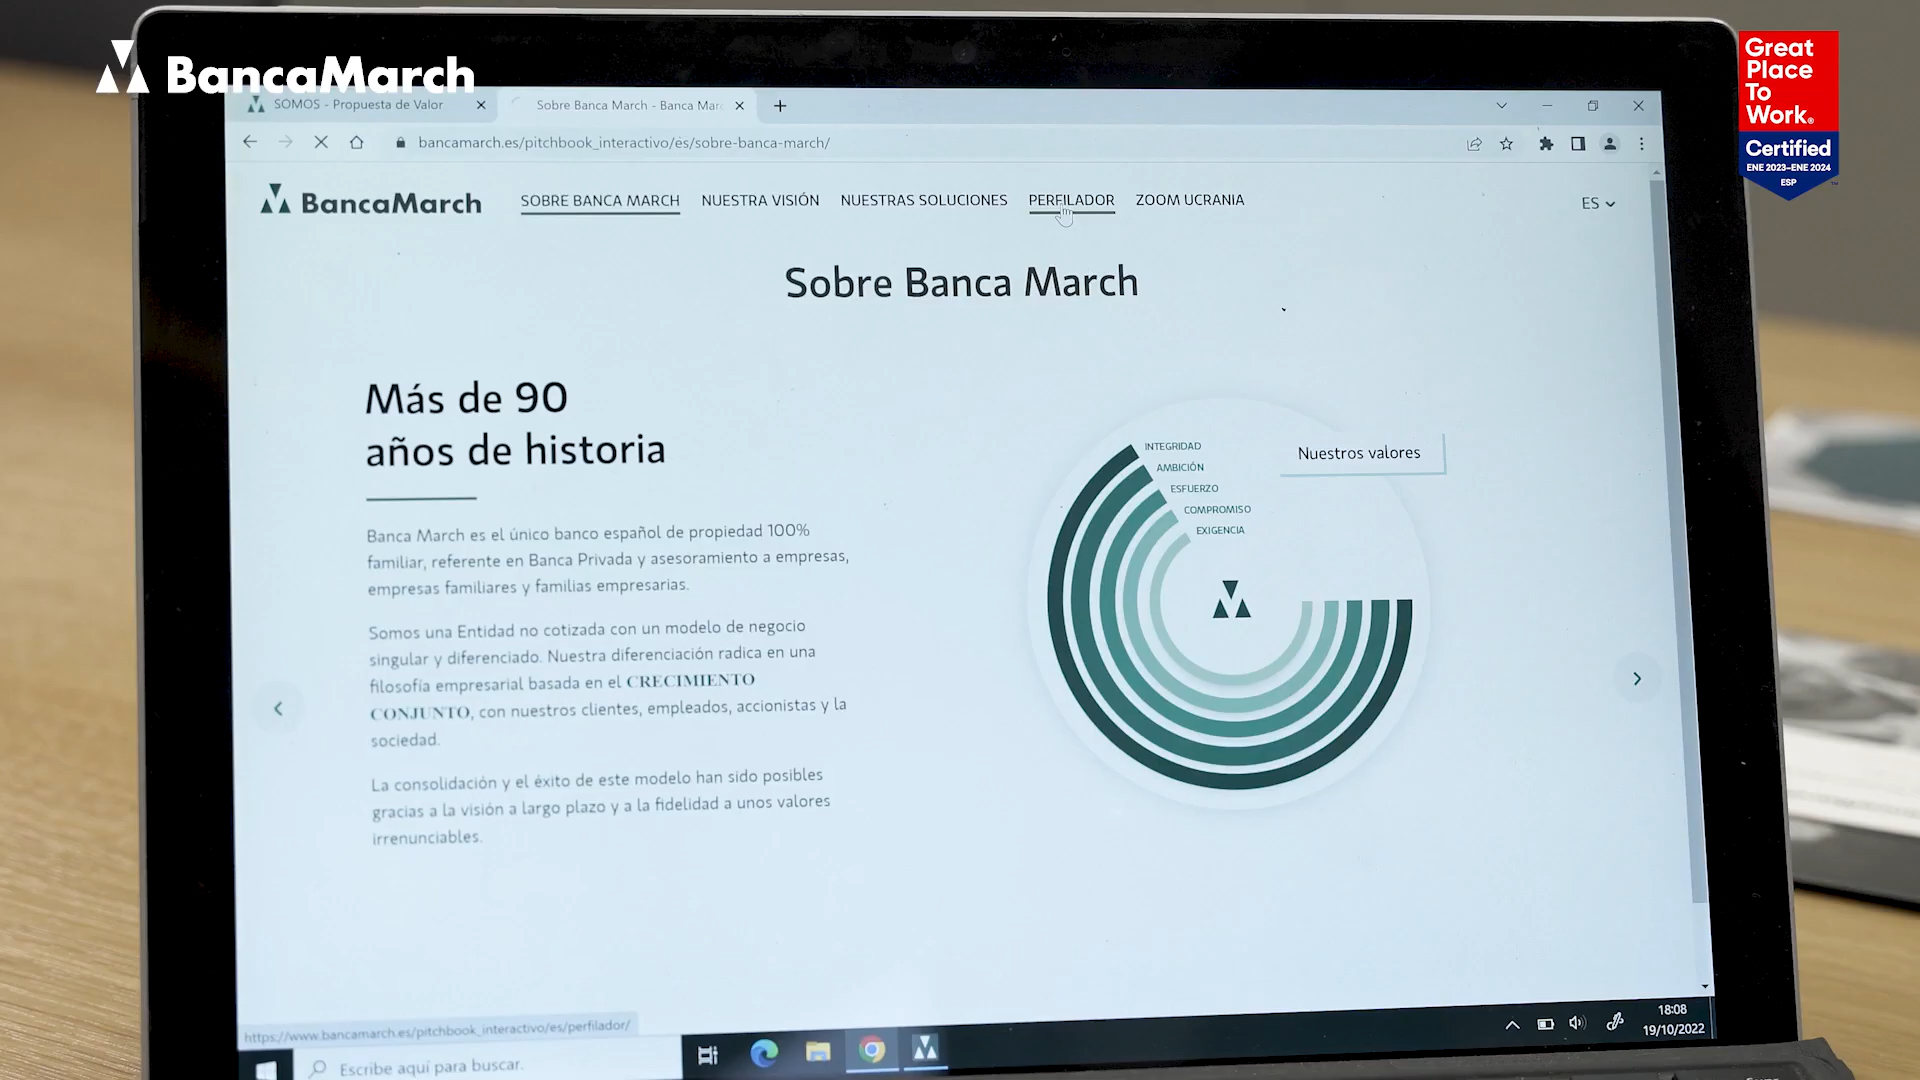 BancaMarch
Great
Place
To
Work®
Certified
ENE 2023–ENE 2024
ESP
SOMOS - Propuesta de Valor
Sobre Banca March - Banca Mar
bancamarch.es/pitchbook_interactivo/es/sobre-banca-march/
BancaMarch
SOBRE BANCA MARCH NUESTRA VISIÓN NUESTRAS SOLUCIONES PERFILADOR ZOOM UCRANIA
ES
Sobre Banca March
Más de 90
años de historia
Banca March es el único banco español de propiedad 100%
familiar, referente en Banca Privada y asesoramiento a empresas,
empresas familiares y familias empresarias.
Somos una Entidad no cotizada con un modelo de negocio
singular y diferenciado. Nuestra diferenciación radica en una
filosofía empresarial basada en el CRECIMIENTO
CONJUNTO, con nuestros clientes, empleados, accionistas y la
sociedad.
La consolidación y el éxito de este modelo han sido posibles
gracias a la visión a largo plazo y a la fidelidad a unos valores
irrenunciables.
INTEGRIDAD
AMBICIÓN
ESFUERZO
COMPROMISO
EXIGENCIA
Nuestros valores
https://www.bancamarch.es/pitchbook_interactivo/es/perfilador/
Escribe aquí para buscar.
18:08
19/10/2022